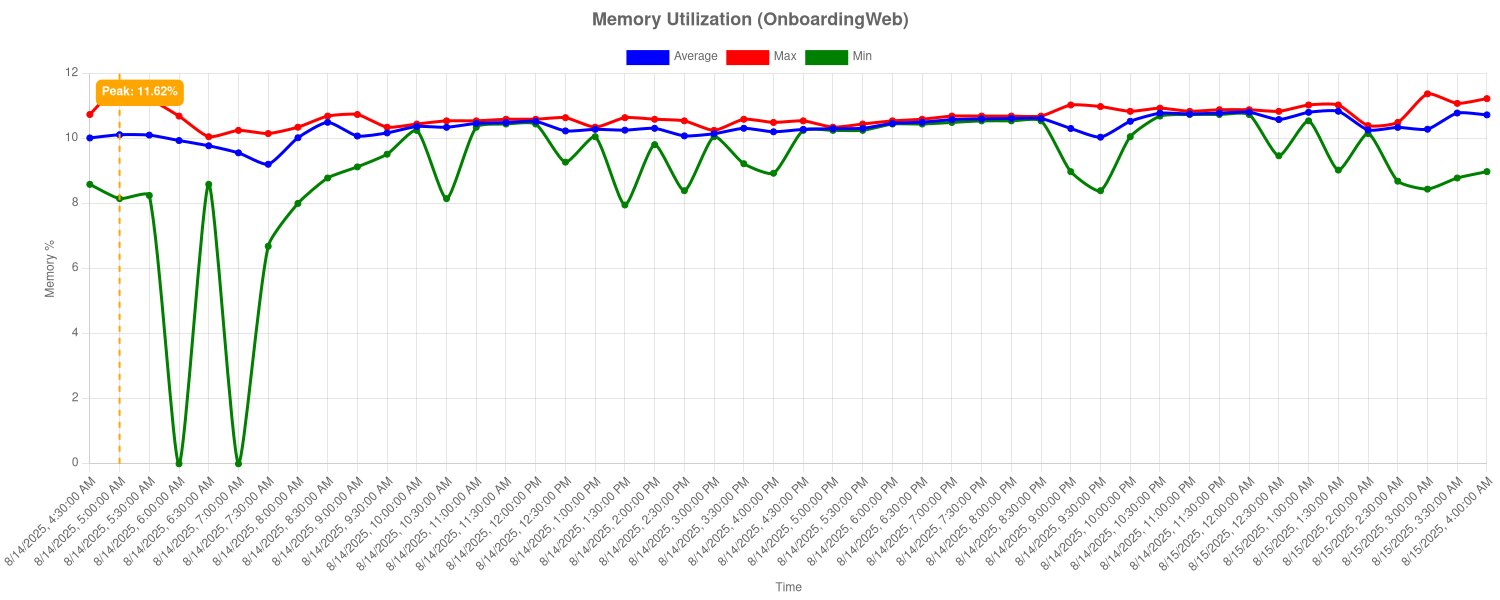 Memory Utilization (OnboardingWeb)
Average Max Min
Peak: 11.62%
12
10
8
6
4
2
0
Memory %
8/14/2025, 4:30:00 AM
8/14/2025, 5:00:00 AM
8/14/2025, 5:30:00 AM
8/14/2025, 6:00:00 AM
8/14/2025, 6:30:00 AM
8/14/2025, 7:00:00 AM
8/14/2025, 7:30:00 AM
8/14/2025, 8:00:00 AM
8/14/2025, 8:30:00 AM
8/14/2025, 9:00:00 AM
8/14/2025, 9:30:00 AM
8/14/2025, 10:00:00 AM
8/14/2025, 10:30:00 AM
8/14/2025, 11:00:00 AM
8/14/2025, 11:30:00 AM
8/14/2025, 12:00:00 PM
8/14/2025, 12:30:00 PM
8/14/2025, 1:00:00 PM
8/14/2025, 1:30:00 PM
8/14/2025, 2:00:00 PM
8/14/2025, 2:30:00 PM
8/14/2025, 3:00:00 PM
8/14/2025, 3:30:00 PM
8/14/2025, 4:00:00 PM
8/14/2025, 4:30:00 PM
8/14/2025, 5:00:00 PM
8/14/2025, 5:30:00 PM
8/14/2025, 6:00:00 PM
8/14/2025, 6:30:00 PM
8/14/2025, 7:00:00 PM
8/14/2025, 7:30:00 PM
8/14/2025, 8:00:00 PM
8/14/2025, 8:30:00 PM
8/14/2025, 9:00:00 PM
8/14/2025, 9:30:00 PM
8/14/2025, 10:00:00 PM
8/14/2025, 10:30:00 PM
8/14/2025, 11:00:00 PM
8/14/2025, 11:30:00 PM
8/15/2025, 12:00:00 AM
8/15/2025, 12:30:00 AM
8/15/2025, 1:00:00 AM
8/15/2025, 1:30:00 AM
8/15/2025, 2:00:00 AM
8/15/2025, 2:30:00 AM
8/15/2025, 3:00:00 AM
8/15/2025, 3:30:00 AM
8/15/2025, 4:00:00 AM
Time